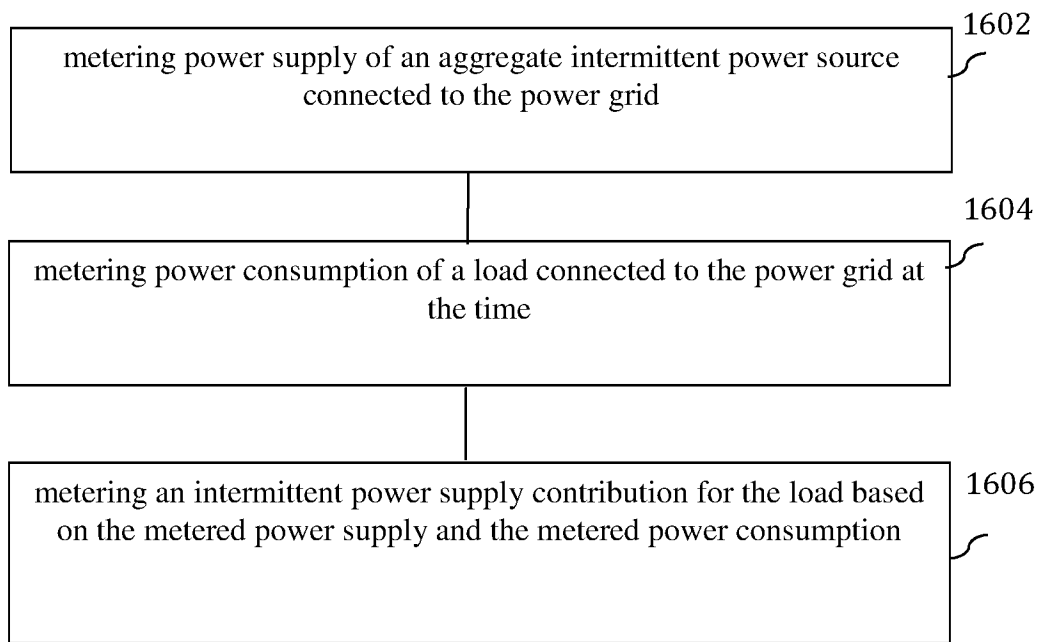 1602
metering power supply of an aggregate intermittent power source
connected to the power grid
1604
metering power consumption of a load connected to the power grid at
the time
1606
metering an intermittent power supply contribution for the load based
on the metered power supply and the metered power consumption